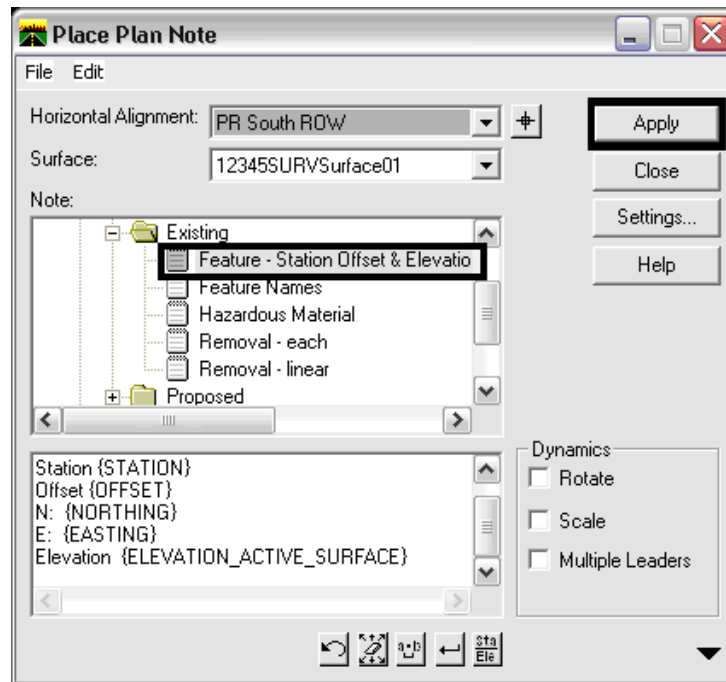 Place Plan Note
File Edit
Horizontal Alignment: PR South ROW
Apply
Surface: 12345SURVSurface01
Close
Note:
Settings...
Existing
Feature - Station Offset & Elevatio
Help
Feature Names
Hazardous Material
Removal - each
Removal - linear
Proposed
Station {STATION}
Offset {OFFSET}
N: {NORTHING}
E: {EASTING}
Elevation {ELEVATION_ACTIVE_SURFACE}
Dynamics
Rotate
Scale
Multiple Leaders
a+b
Sta
Ele